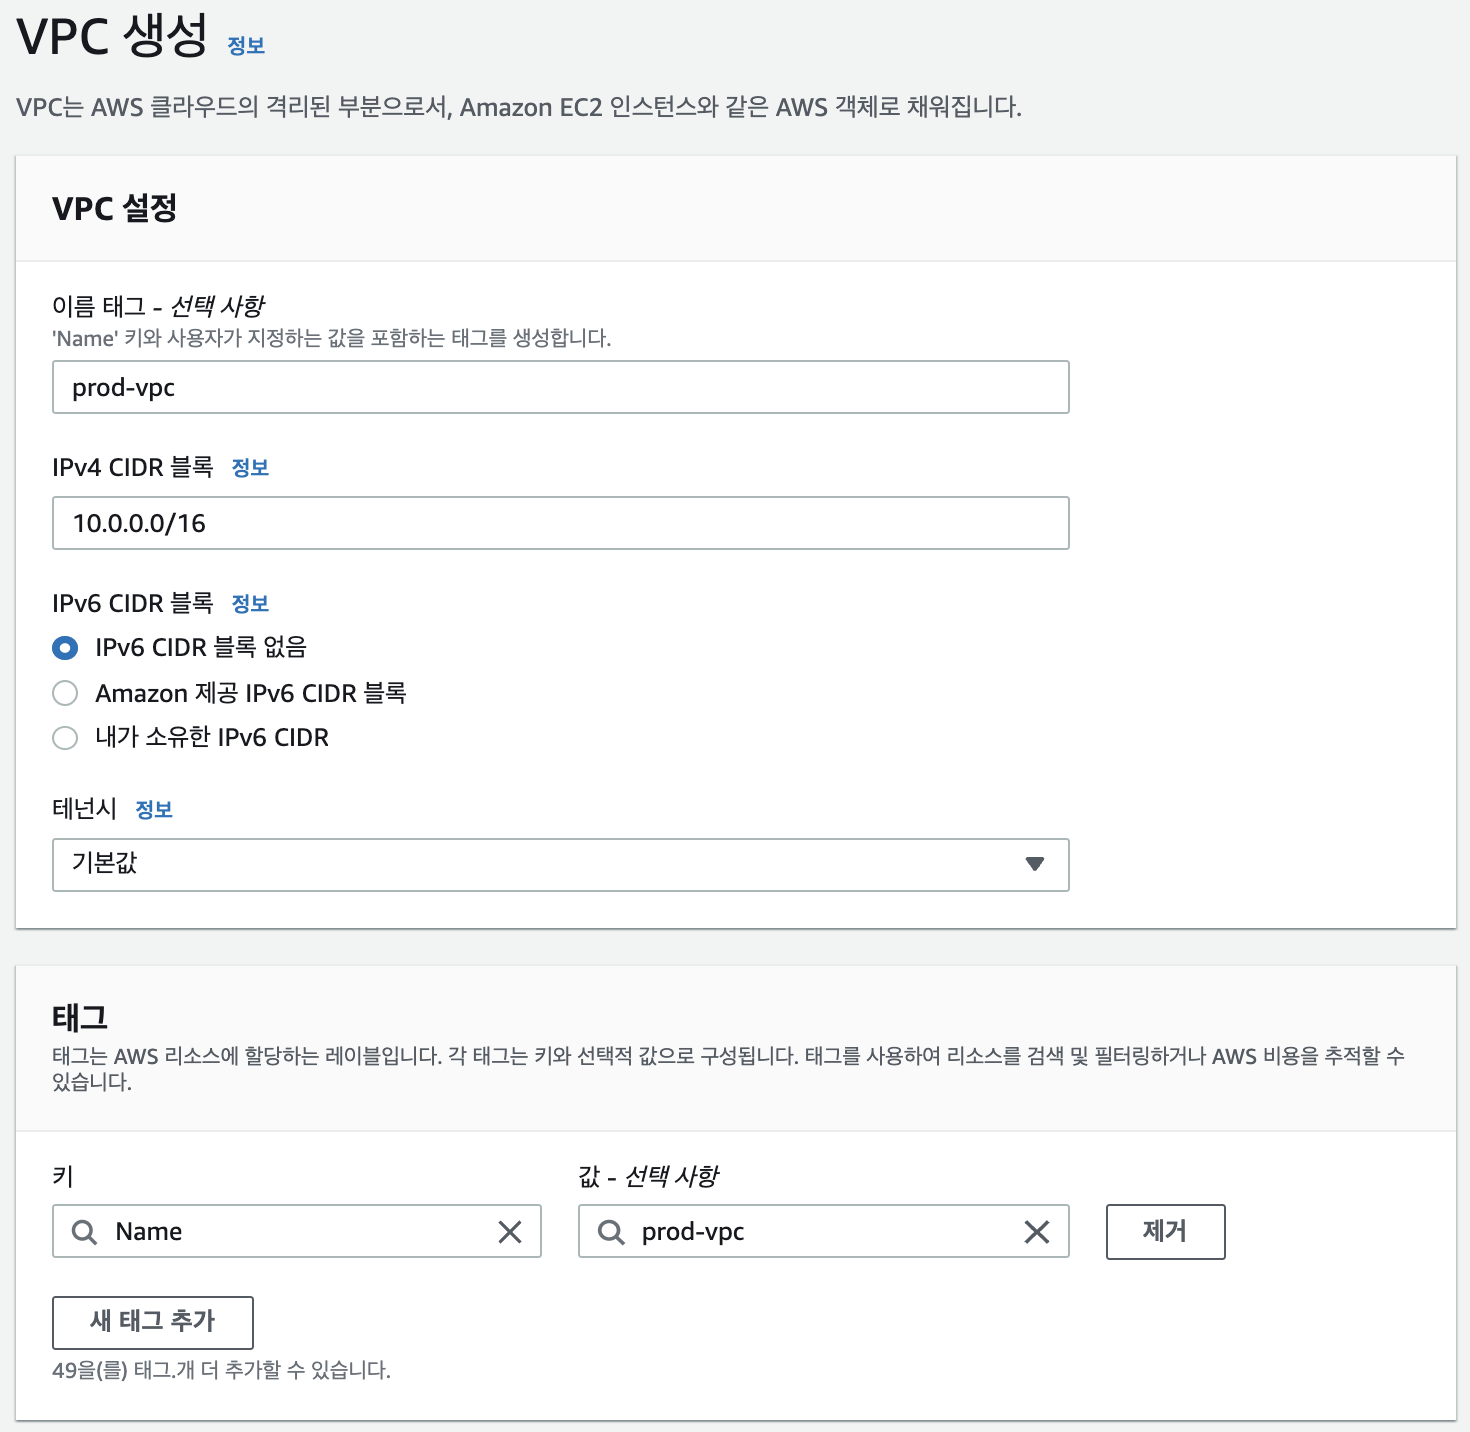 VPC 생성 정보
VPC는 AWS 클라우드의 격리된 부분으로서, Amazon EC2 인스턴스와 같은 AWS 객체로 채워집니다.
VPC 설정
이름 태그 - 선택 사항
'Name' 키와 사용자가 지정하는 값을 포함하는 태그를 생성합니다.
prod-vpc
IPv4 CIDR 블록 정보
10.0.0.0/16
IPv6 CIDR 블록 정보
IPv6 CIDR 블록 없음
Amazon 제공 IPv6 CIDR 블록
내가 소유한 IPv6 CIDR
테넌시 정보
기본값
태그
태그는 AWS 리소스에 할당하는 레이블입니다. 각 태그는 키와 선택적 값으로 구성됩니다. 태그를 사용하여 리소스를 검색 및 필터링하거나 AWS 비용을 추적할 수
있습니다.
키 값 - 선택 사항
Name prod-vpc 제거
새 태그 추가
49을(를) 태그.개 더 추가할 수 있습니다.